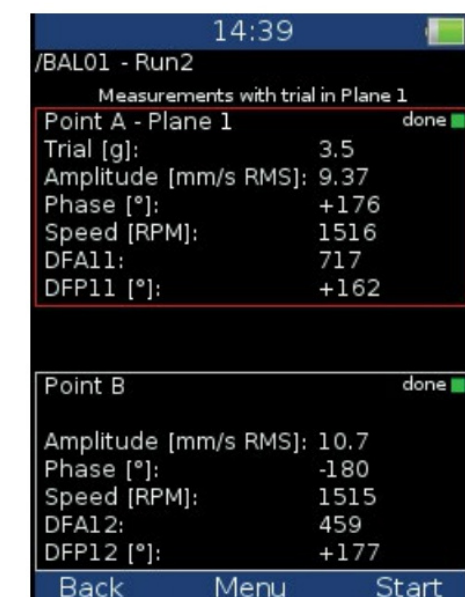 14:39
/BAL01 - Run2
Measurements with trial in Plane 1
Point A - Plane 1 done
Trial [g]: 3.5
Amplitude [mm/s RMS]: 9.37
Phase [°]: +176
Speed [RPM]: 1516
DFA11: 717
DFP11 [°]: +162
Point B done
Amplitude [mm/s RMS]: 10.7
Phase [°]: -180
Speed [RPM]: 1515
DFA12: 459
DFP12 [°]: +177
Back Menu Start